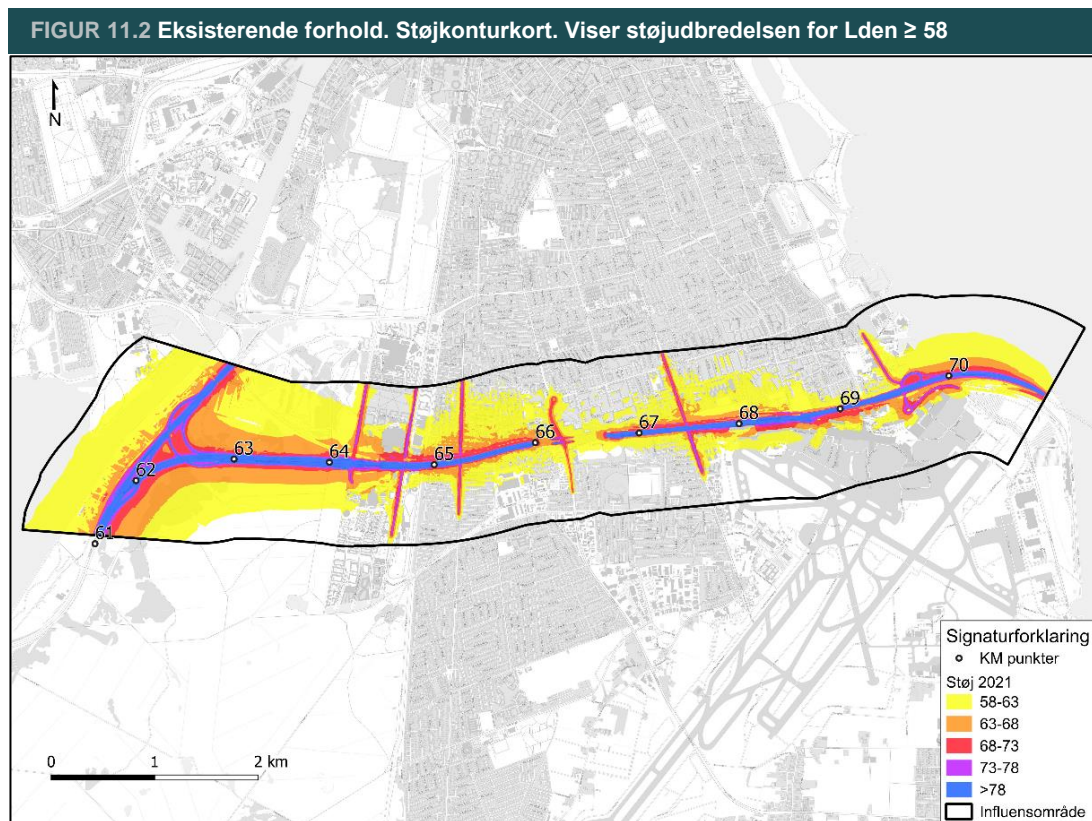 FIGUR 11.2 Eksisterende forhold. Støjkonturkort. Viser støjudbredelsen for Lden ≥ 58
N
61
62
63
64
65
66
67
68
69
70
0 1 2 km
Signaturforklaring
KM punkter
Støj 2021
58-63
63-68
68-73
73-78
>78
Influensområde